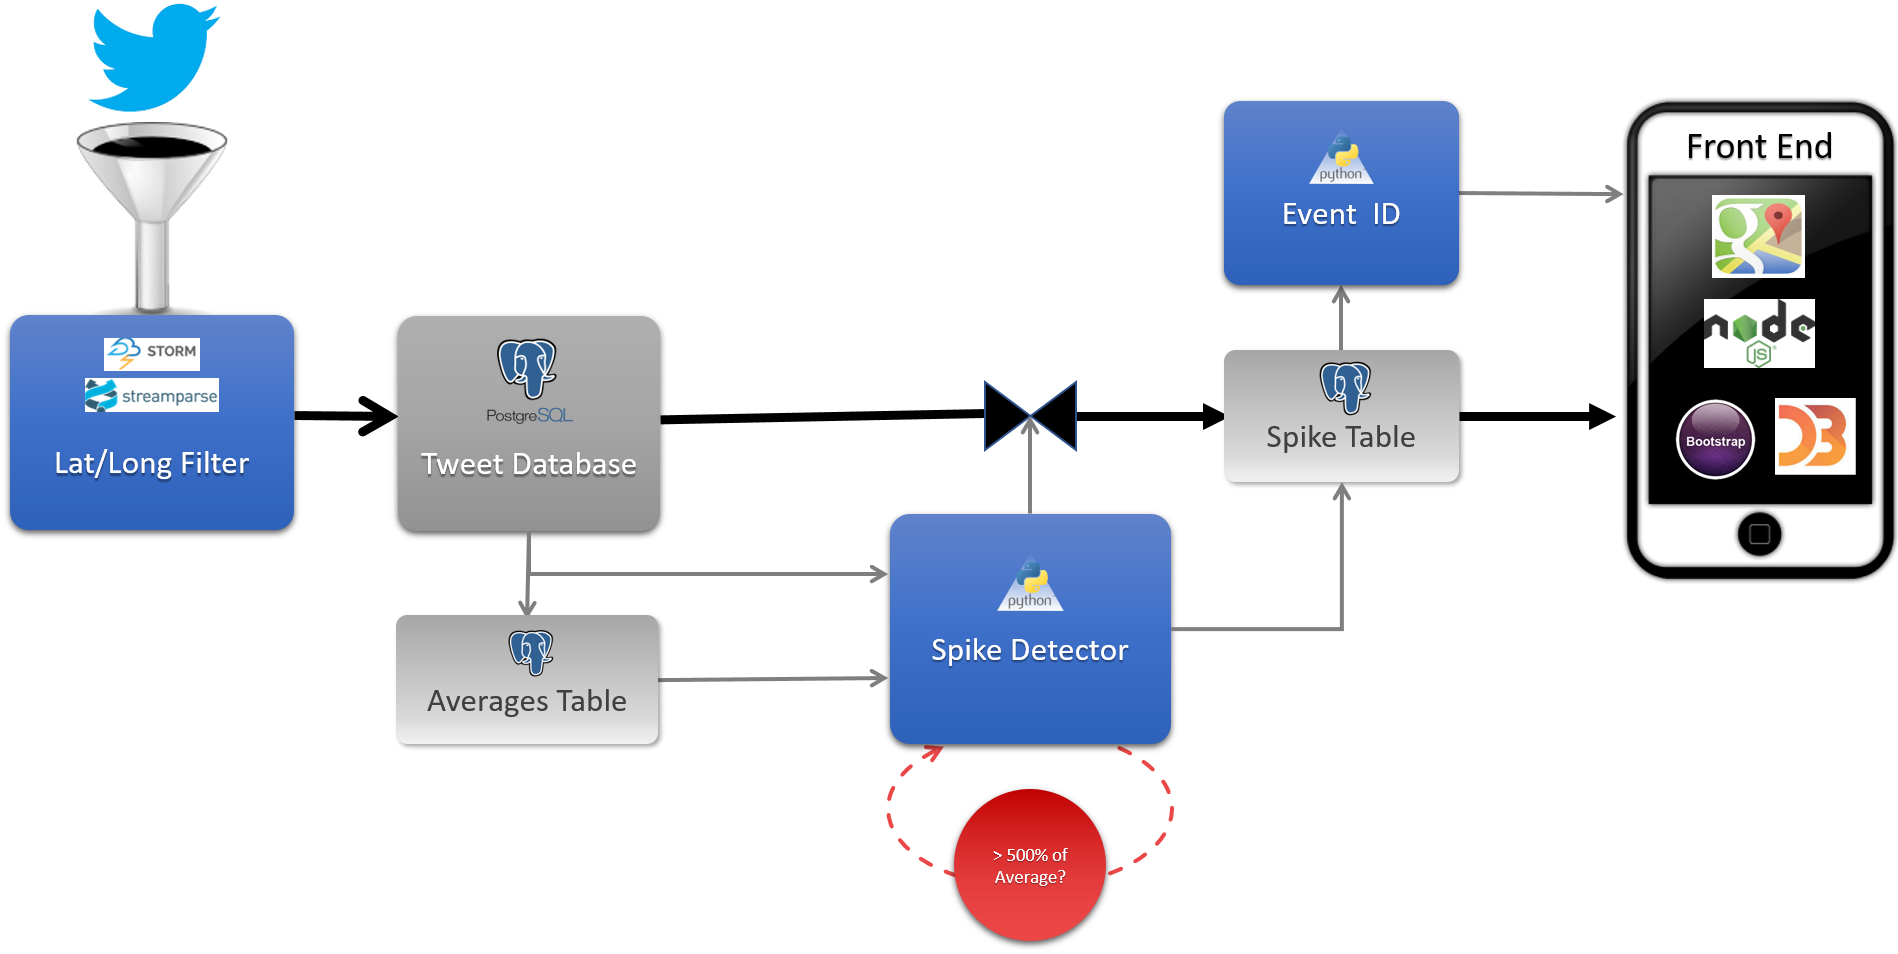 STORM
streamparse
Lat/Long Filter
PostgreSQL
Tweet Database
Averages Table
python
Spike Detector
> 500% of
Average?
python
Event ID
Spike Table
Front End
node
JS
Bootstrap
D3